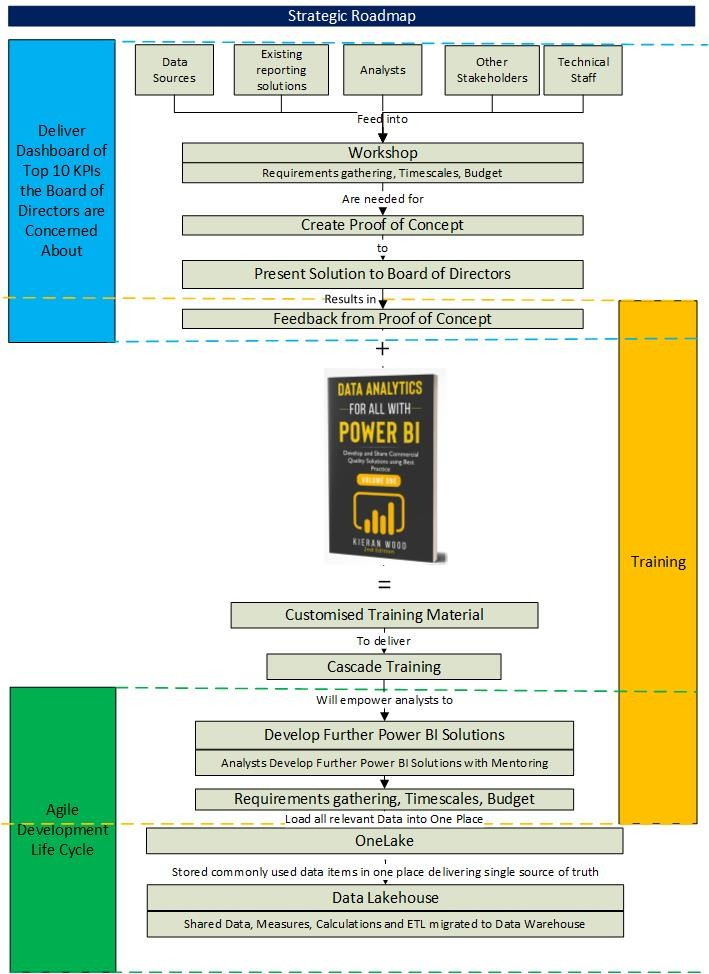 Strategic Roadmap
Data
Sources
Existing
reporting
solutions
Analysts
Other
Stakeholders
Technical
Staff
Feed into
Deliver
Dashboard of
Top 10 KPIs
the Board of
Directors are
Concerned
About
Workshop
Requirements gathering, Timescales, Budget
Are needed for
Create Proof of Concept
to
Present Solution to Board of Directors
Results in
Feedback from Proof of Concept
+
DATA ANALYTICS
FOR ALL WITH
POWER BI
Develop and Share Commercial
Quality Solutions using Best
Practice
VOLUME ONE
KIERAN WOOD
2nd Edition
=
Training
Customised Training Material
To deliver
Cascade Training
Will empower analysts to
Develop Further Power BI Solutions
Analysts Develop Further Power BI Solutions with Mentoring
Requirements gathering, Timescales, Budget
Load all relevant Data into One Place
Agile
Development
Life Cycle
OneLake
Stored commonly used data items in one place delivering single source of truth
Data Lakehouse
Shared Data, Measures, Calculations and ETL migrated to Data Warehouse